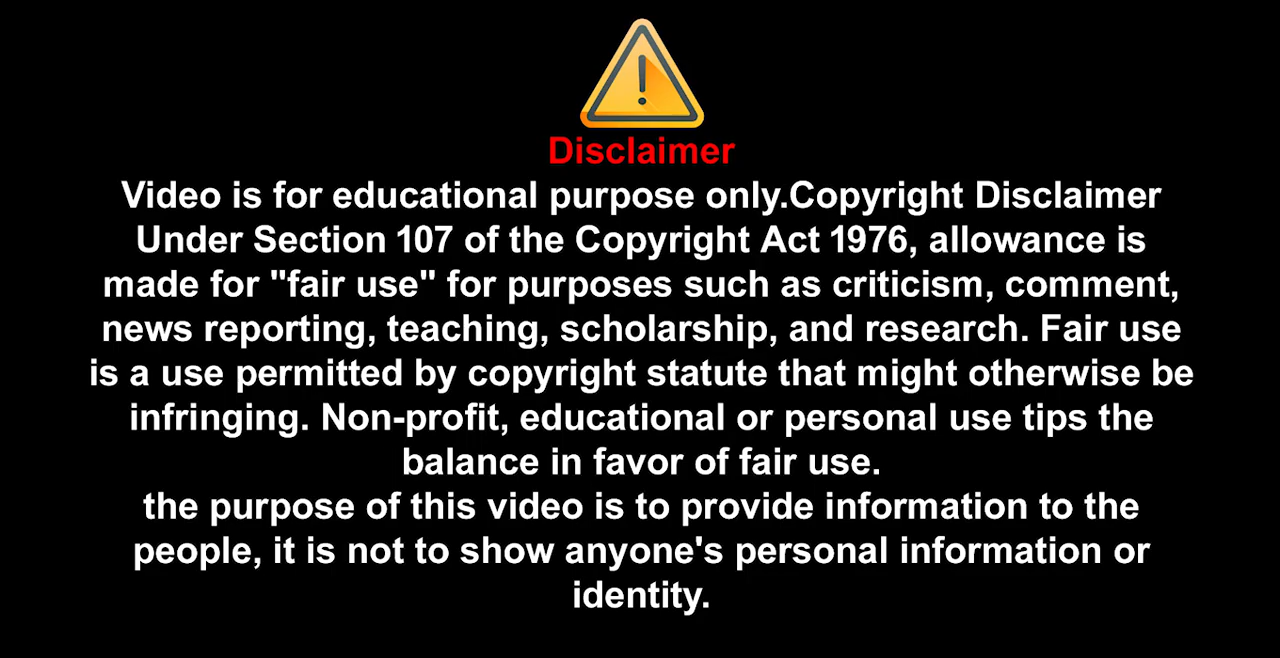 Disclaimer
Video is for educational purpose only.Copyright Disclaimer
Under Section 107 of the Copyright Act 1976, allowance is
made for "fair use" for purposes such as criticism, comment,
news reporting, teaching, scholarship, and research. Fair use
is a use permitted by copyright statute that might otherwise be
infringing. Non-profit, educational or personal use tips the
balance in favor of fair use.
the purpose of this video is to provide information to the
people, it is not to show anyone's personal information or
identity.